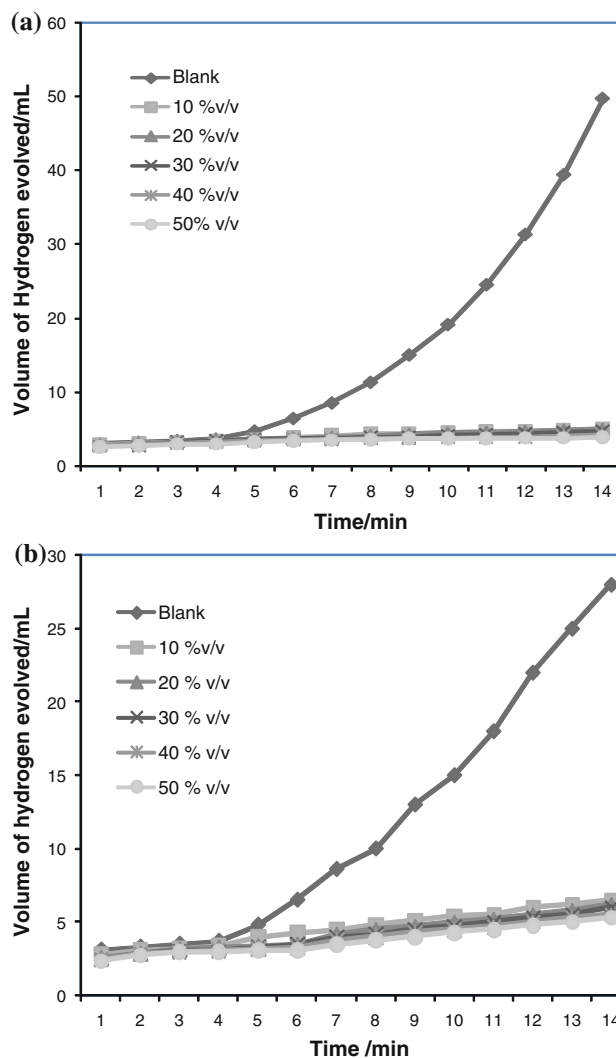 (a)
Volume of Hydrogen evolved/mL
60
50
40
30
20
10
0
Blank
10 %v/v
20 %v/v
30 %v/v
40 %v/v
50% v/v
1 2 3 4 5 6 7 8 9 10 11 12 13 14
Time/min
(b)
Volume of hydrogen evolved/mL
30
25
20
15
10
5
0
Blank
10 %v/v
20 % v/v
30 % v/v
40 % v/v
50 % v/v
1 2 3 4 5 6 7 8 9 10 11 12 13 14
Time /min